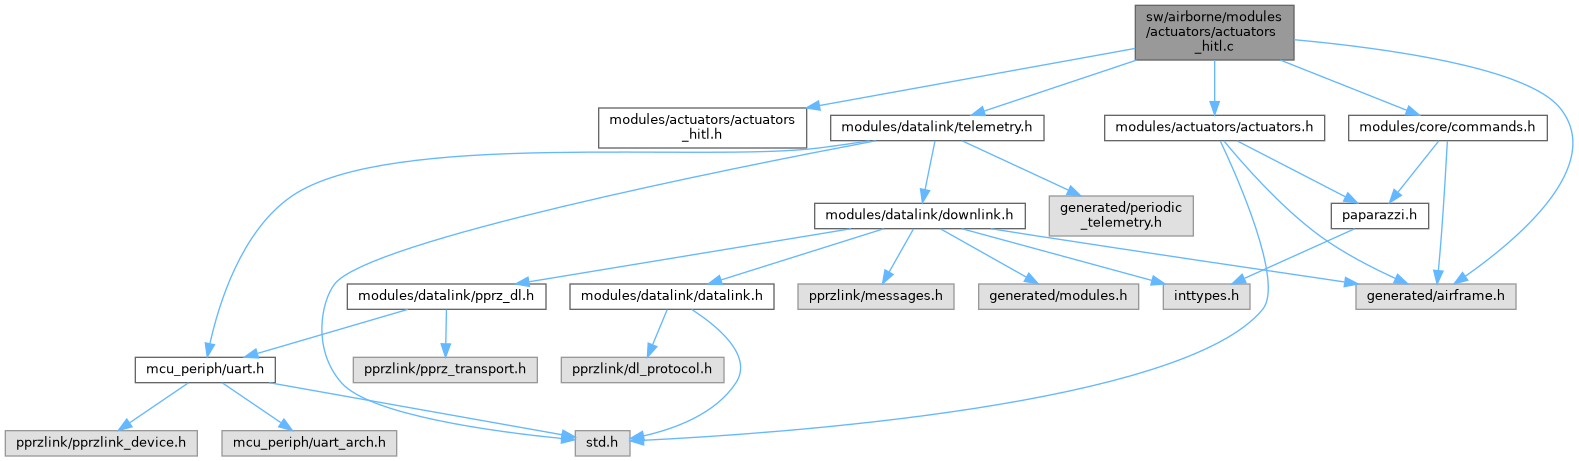 sw/airborne/modules
/actuators/actuators
_hitl.c
modules/actuators/actuators
_hitl.h
modules/datalink/telemetry.h
modules/actuators/actuators.h
modules/core/commands.h
modules/datalink/downlink.h
generated/periodic
_telemetry.h
paparazzi.h
modules/datalink/pprz_dl.h
modules/datalink/datalink.h
pprzlink/messages.h
generated/modules.h
inttypes.h
generated/airframe.h
mcu_periph/uart.h
pprzlink/pprz_transport.h
pprzlink/dl_protocol.h
pprzlink/pprzlink_device.h
mcu_periph/uart_arch.h
std.h